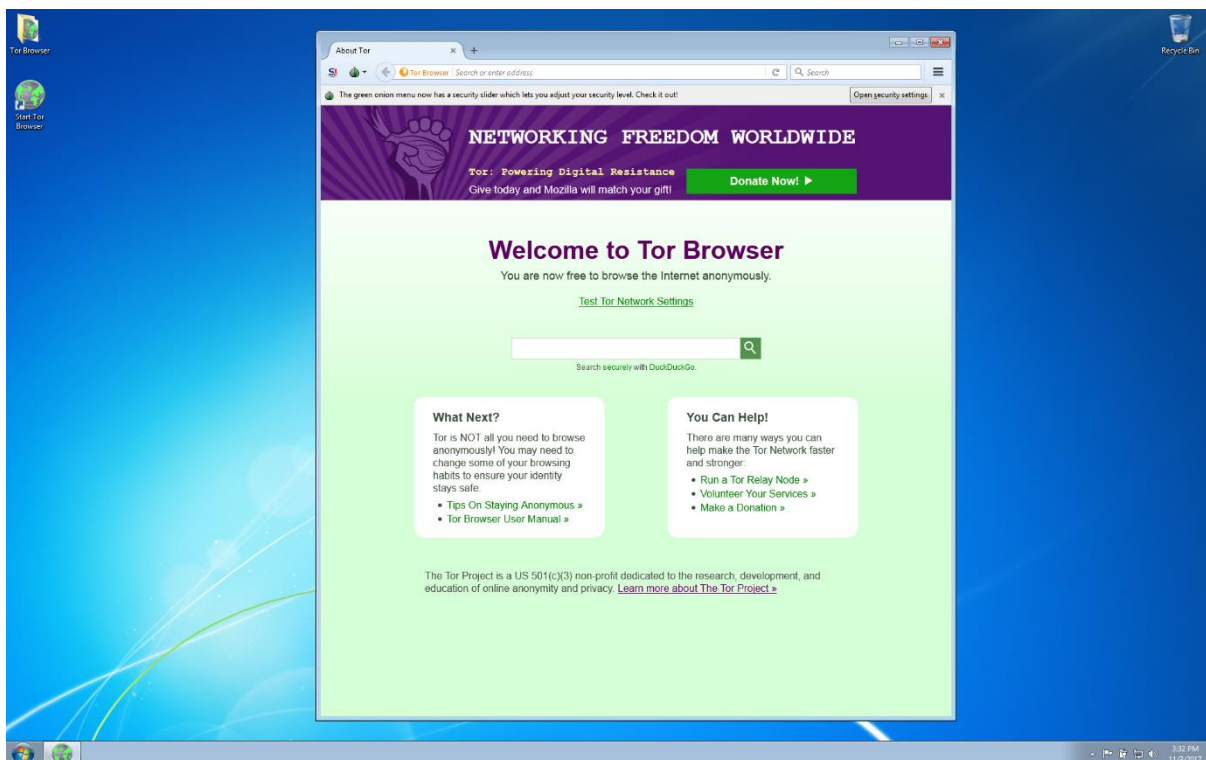 Tor Browser
Start Tor
Browser
Recycle Bin
About Tor
Tor Browser Search or enter address
Search
The green onion menu now has a security slider which lets you adjust your security level. Check it out!
Open security settings
NETWORKING FREEDOM WORLDWIDE
Tor: Powering Digital Resistance
Give today and Mozilla will match your gift!
Donate Now!
Welcome to Tor Browser
You are now free to browse the Internet anonymously.
Test Tor Network Settings
Search securely with DuckDuckGo.
What Next?
Tor is NOT all you need to browse
anonymously! You may need to
change some of your browsing
habits to ensure your identity
stays safe.
• Tips On Staying Anonymous »
• Tor Browser User Manual »
You Can Help!
There are many ways you can
help make the Tor Network faster
and stronger:
• Run a Tor Relay Node »
• Volunteer Your Services »
• Make a Donation »
The Tor Project is a US 501(c)(3) non-profit dedicated to the research, development, and
education of online anonymity and privacy. Learn more about The Tor Project »
3:32 PM